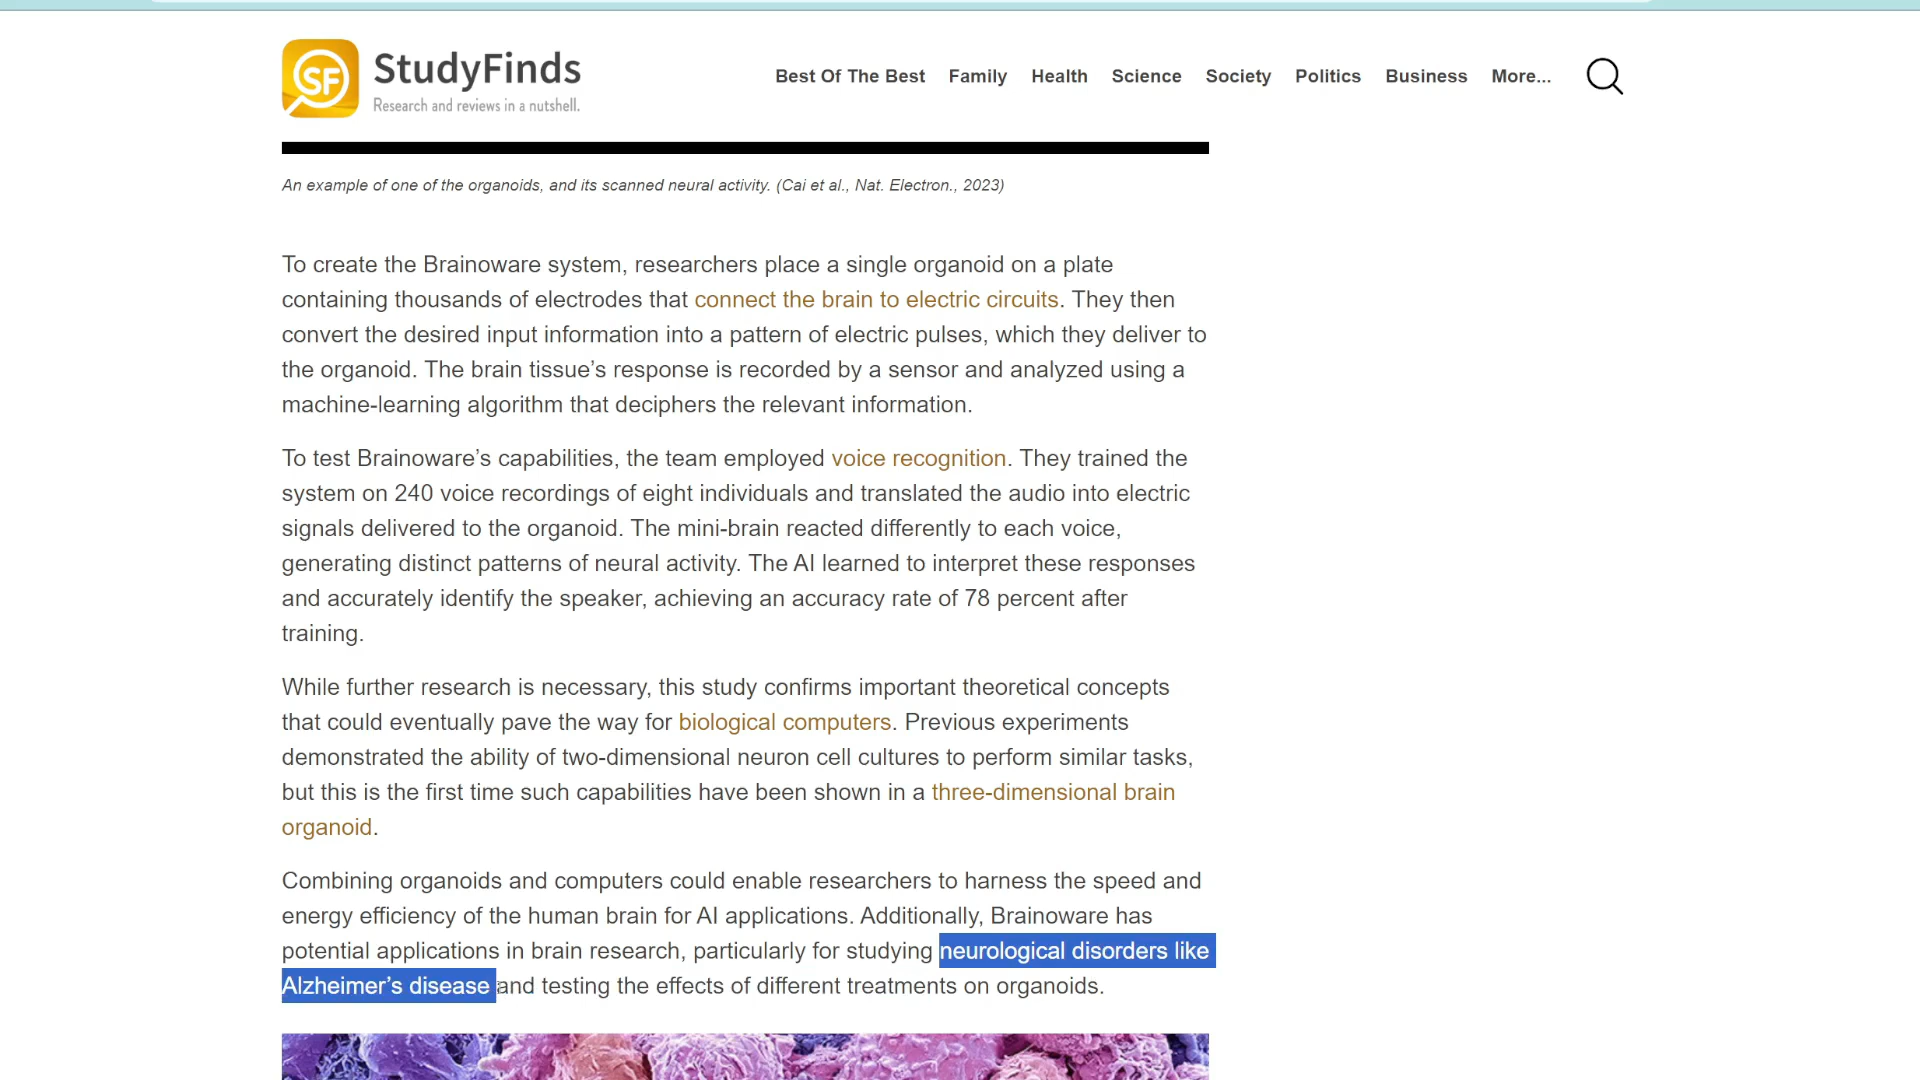 SF
StudyFinds
Research and reviews in a nutshell.
Best Of The Best Family Health Science Society Politics Business More...
An example of one of the organoids, and its scanned neural activity. (Cai et al., Nat. Electron., 2023)
To create the Brainoware system, researchers place a single organoid on a plate
containing thousands of electrodes that connect the brain to electric circuits. They then
convert the desired input information into a pattern of electric pulses, which they deliver to
the organoid. The brain tissue’s response is recorded by a sensor and analyzed using a
machine-learning algorithm that deciphers the relevant information.
To test Brainoware’s capabilities, the team employed voice recognition. They trained the
system on 240 voice recordings of eight individuals and translated the audio into electric
signals delivered to the organoid. The mini-brain reacted differently to each voice,
generating distinct patterns of neural activity. The AI learned to interpret these responses
and accurately identify the speaker, achieving an accuracy rate of 78 percent after
training.
While further research is necessary, this study confirms important theoretical concepts
that could eventually pave the way for biological computers. Previous experiments
demonstrated the ability of two-dimensional neuron cell cultures to perform similar tasks,
but this is the first time such capabilities have been shown in a three-dimensional brain
organoid.
Combining organoids and computers could enable researchers to harness the speed and
energy efficiency of the human brain for AI applications. Additionally, Brainoware has
potential applications in brain research, particularly for studying neurological disorders like
Alzheimer’s disease and testing the effects of different treatments on organoids.